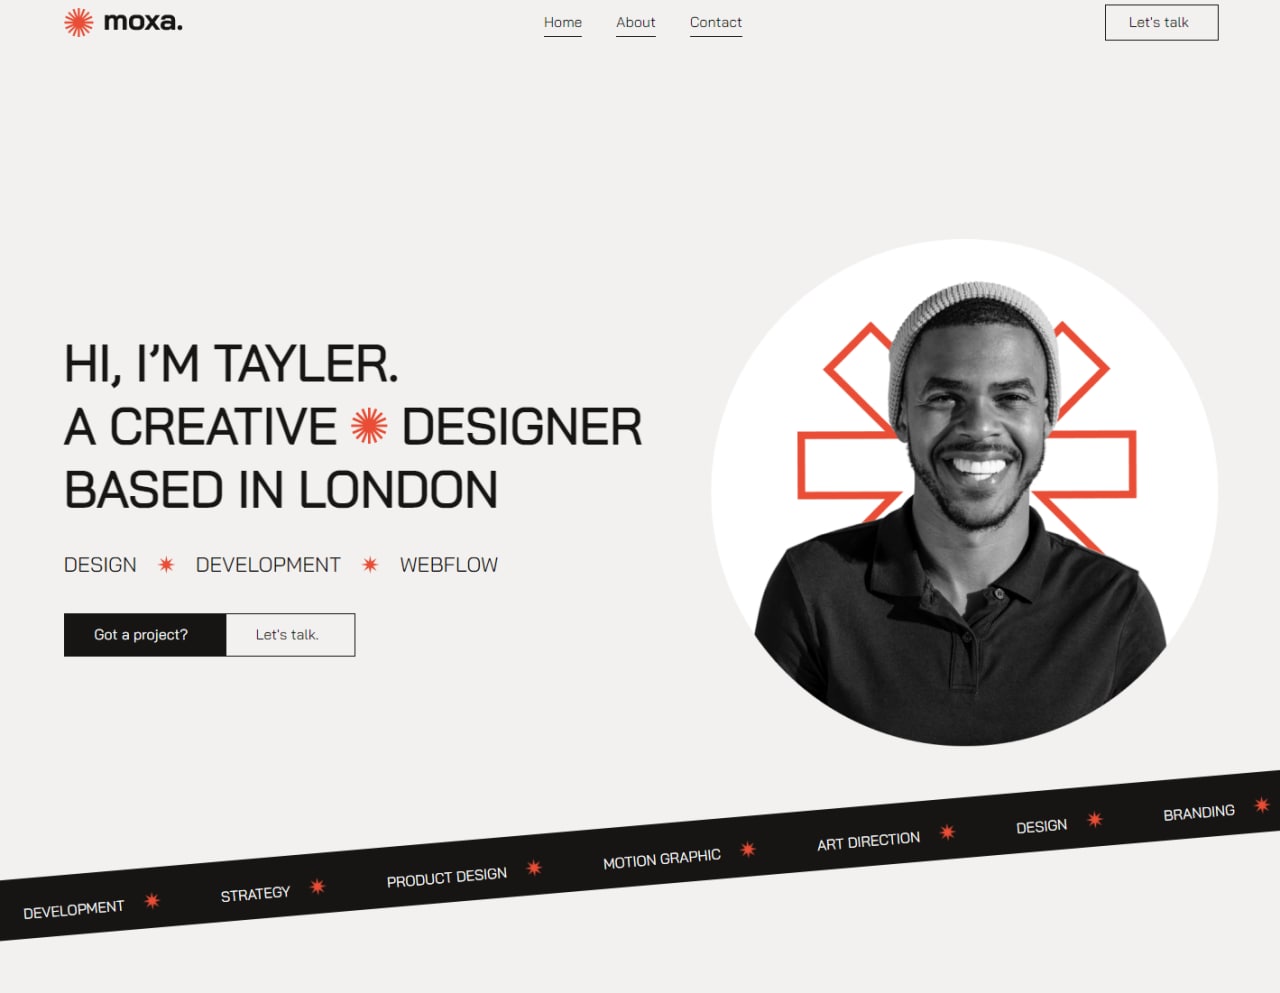 moxa.
Home
About
Contact
Let's talk
HI, I’M TAYLER.
A CREATIVE DESIGNER
BASED IN LONDON
DESIGN DEVELOPMENT WEBFLOW
Got a project?
Let's talk.
DEVELOPMENT STRATEGY PRODUCT DESIGN MOTION GRAPHIC ART DIRECTION DESIGN BRANDING